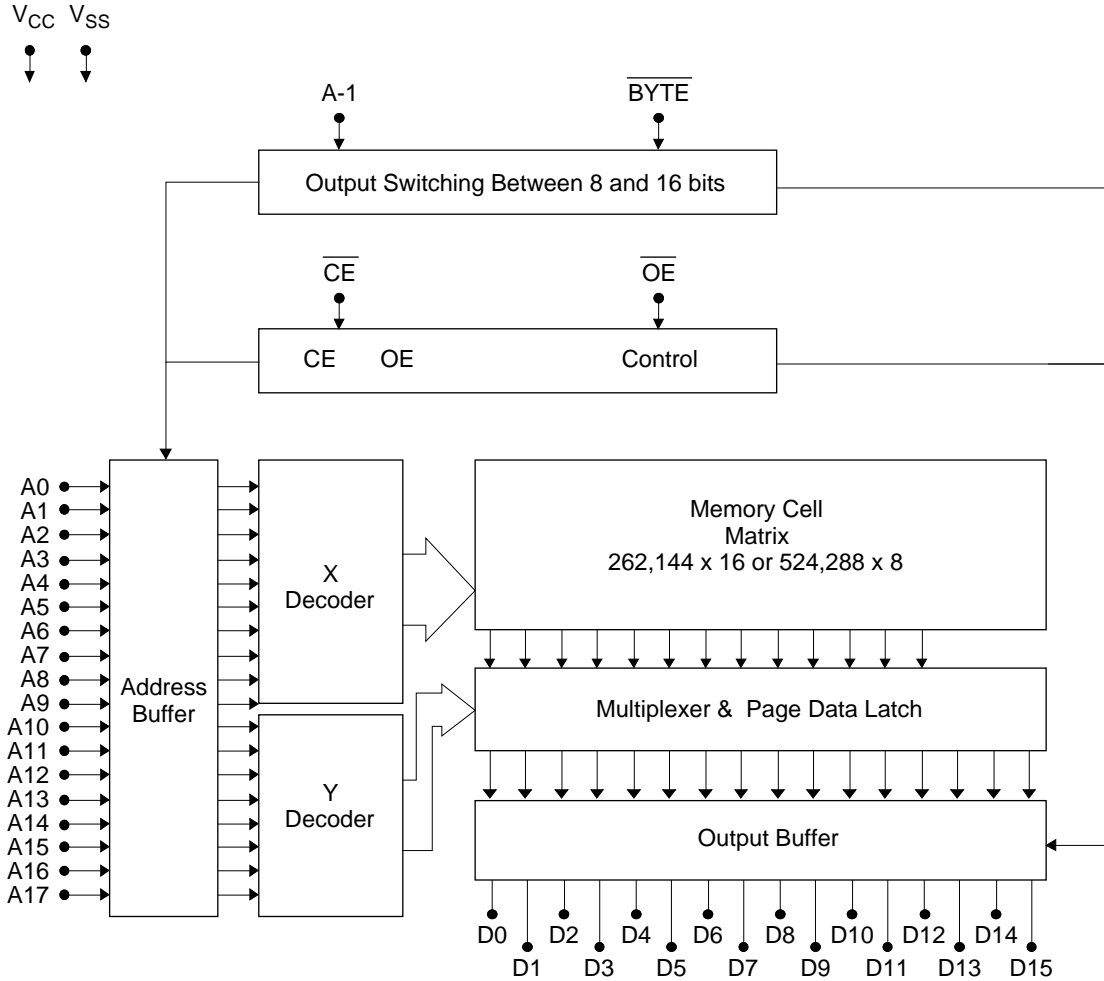 VCC VSS
A-1 BYTE
Output Switching Between 8 and 16 bits
CE OE
CE OE Control
A0
A1
A2
A3
A4
A5
A6
A7
A8
A9
A10
A11
A12
A13
A14
A15
A16
A17
Address
Buffer
X
Decoder
Y
Decoder
Memory Cell
Matrix
262,144 x 16 or 524,288 x 8
Multiplexer & Page Data Latch
Output Buffer
D0 D2 D4 D6 D8 D10 D12 D14
D1 D3 D5 D7 D9 D11 D13 D15